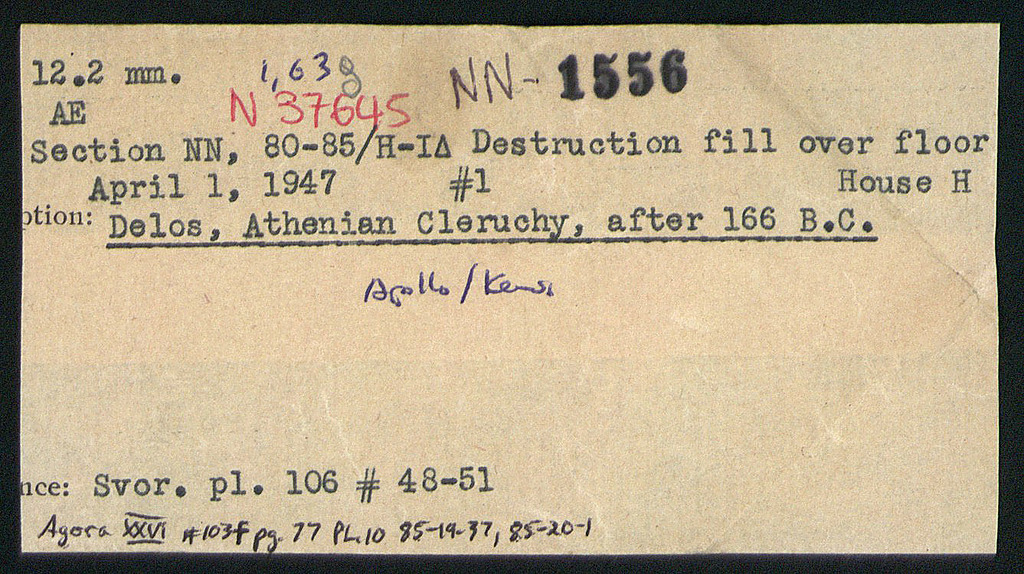 12.2 mm. 1,63g NN- 1556
AE N 37645
Section NN, 80-85/H-IΔ Destruction fill over floor
April 1, 1947 #1 House H
ption: Delos, Athenian Cleruchy, after 166 B.C.
Apollo/
nce: Svor. pl. 106 # 48-51
Agora XXVI #103f pg. 77 PL.10 85-19-37, 85-20-1